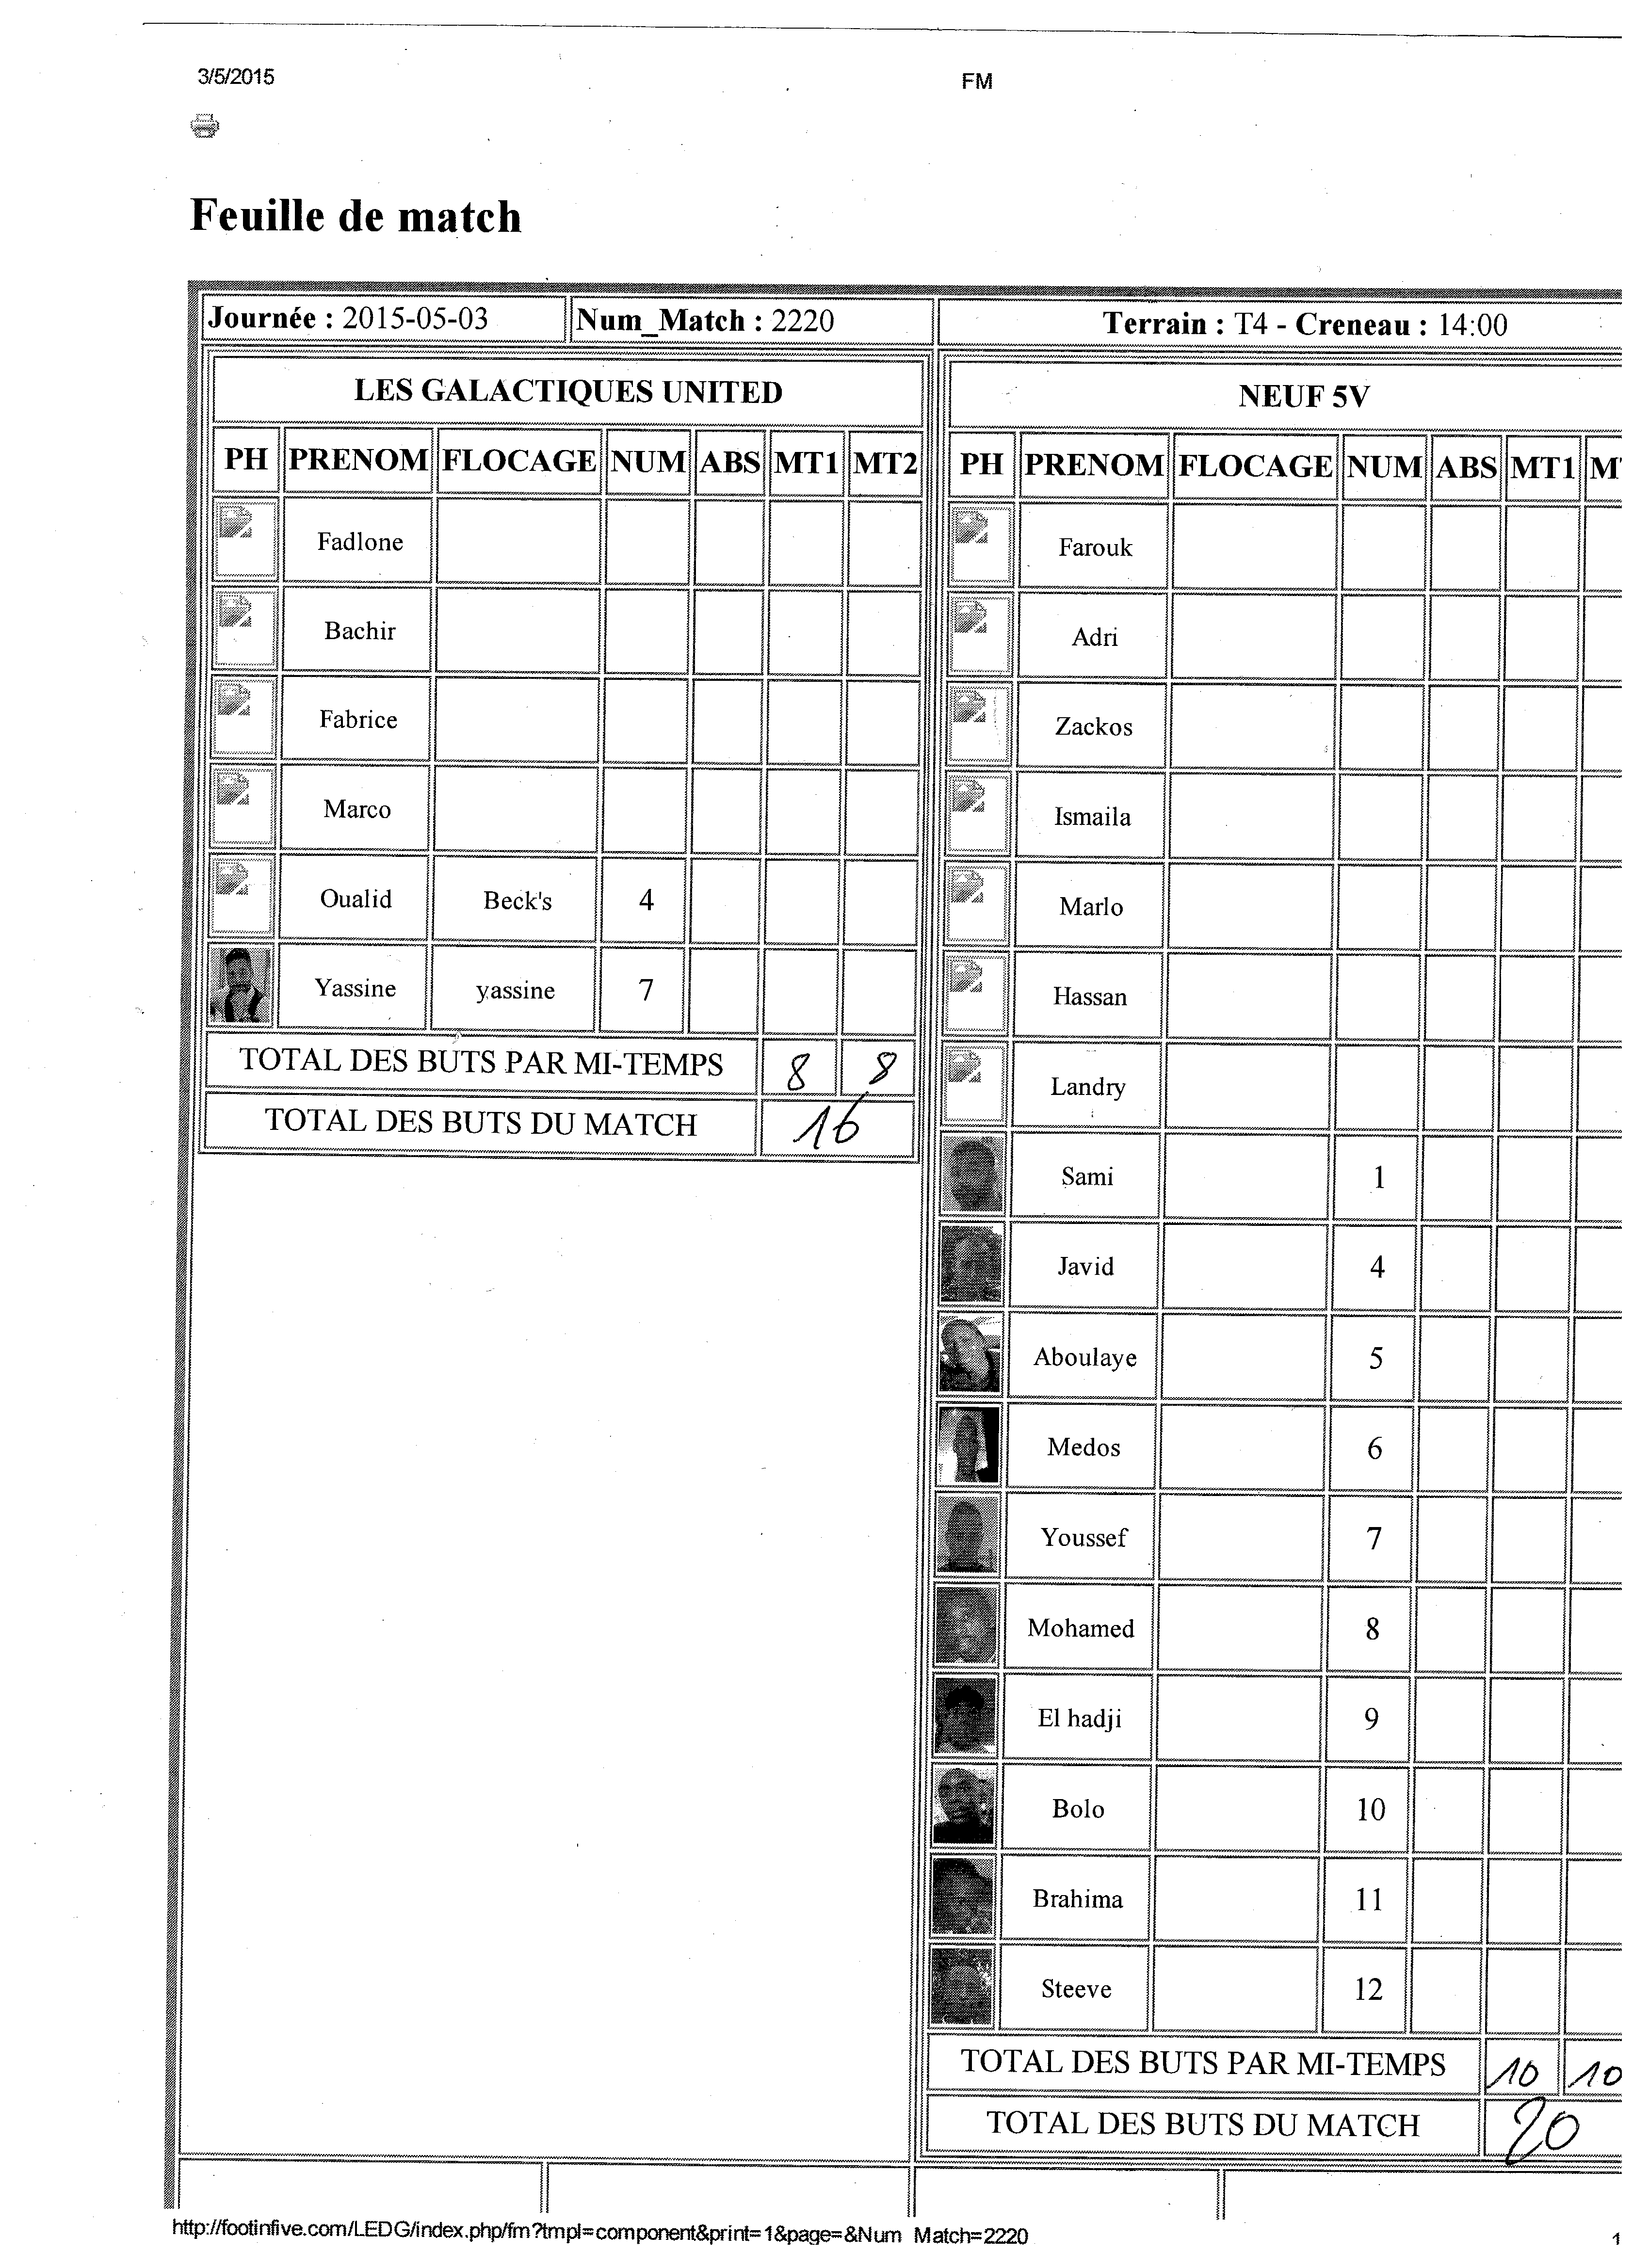 3/5/2015 FM
Feuille de match
Journée : 2015-05-03 Num_Match : 2220 Terrain : T4 - Creneau : 14:00
LES GALACTIQUES UNITED
PH PRENOM FLOCAGE NUM ABS MT1 MT2
Fadlone
Bachir
Fabrice
Marco
Oualid Beck's 4
Yassine yassine 7
TOTAL DES BUTS PAR MI-TEMPS 8 8
TOTAL DES BUTS DU MATCH 16
NEUF 5V
PH PRENOM FLOCAGE NUM ABS MT1
Farouk
Adri
Zackos
Ismaila
Marlo
Hassan
Landry
Sami 1
Javid 4
Aboulaye 5
Medos 6
Youssef 7
Mohamed 8
El hadji 9
Bolo 10
Brahima 11
Steeve 12
TOTAL DES BUTS PAR MI-TEMPS 10 10
TOTAL DES BUTS DU MATCH 20
http://footinfive.com/LEDG/index.php/fm?tmpl=component&print=1&page=&Num_Match=2220 1